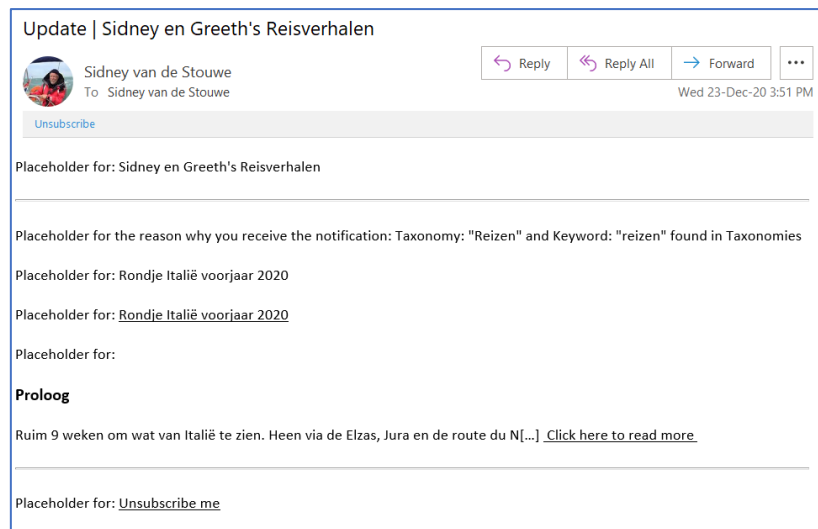 Update | Sidney en Greeth's Reisverhalen
Sidney van de Stouwe
To Sidney van de Stouwe
Reply
Reply All
Forward
Wed 23-Dec-20 3:51 PM
Unsubscribe
Placeholder for: Sidney en Greeth's Reisverhalen
Placeholder for the reason why you receive the notification: Taxonomy: "Reizen" and Keyword: "reizen" found in Taxonomies
Placeholder for: Rondje Italië voorjaar 2020
Placeholder for: Rondje Italië voorjaar 2020
Placeholder for:
Proloog
Ruim 9 weken om wat van Italië te zien. Heen via de Elzas, Jura en de route du N[...] Click here to read more
Placeholder for: Unsubscribe me